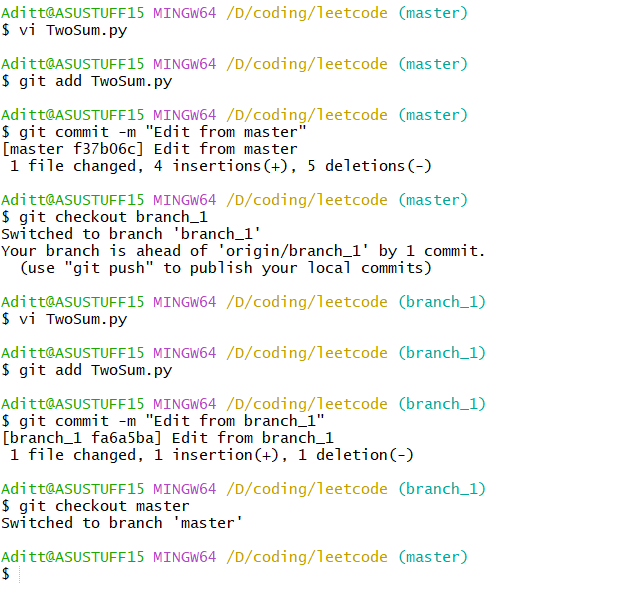 Aditt@ASUSTUFF15 MINGW64 /D/coding/leetcode (master)
$ vi TwoSum.py
Aditt@ASUSTUFF15 MINGW64 /D/coding/leetcode (master)
$ git add TwoSum.py
Aditt@ASUSTUFF15 MINGW64 /D/coding/leetcode (master)
$ git commit -m "Edit from master"
[master f37b06c] Edit from master
 1 file changed, 4 insertions(+), 5 deletions(-)
Aditt@ASUSTUFF15 MINGW64 /D/coding/leetcode (master)
$ git checkout branch_1
Switched to branch 'branch_1'
Your branch is ahead of 'origin/branch_1' by 1 commit.
  (use "git push" to publish your local commits)
Aditt@ASUSTUFF15 MINGW64 /D/coding/leetcode (branch_1)
$ vi TwoSum.py
Aditt@ASUSTUFF15 MINGW64 /D/coding/leetcode (branch_1)
$ git add TwoSum.py
Aditt@ASUSTUFF15 MINGW64 /D/coding/leetcode (branch_1)
$ git commit -m "Edit from branch_1"
[branch_1 fa6a5ba] Edit from branch_1
 1 file changed, 1 insertion(+), 1 deletion(-)
Aditt@ASUSTUFF15 MINGW64 /D/coding/leetcode (branch_1)
$ git checkout master
Switched to branch 'master'
Aditt@ASUSTUFF15 MINGW64 /D/coding/leetcode (master)
$